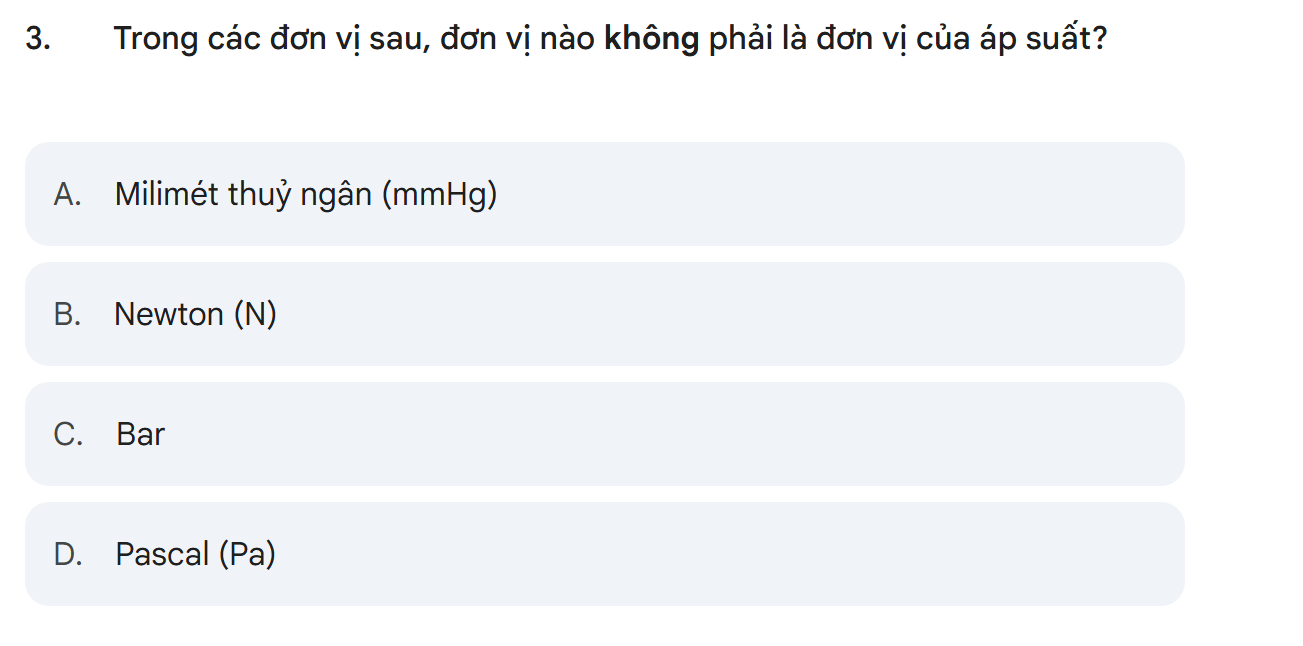 3. Trong các đơn vị sau, đơn vị nào không phải là đơn vị của áp suất?
A. Milimét thuỷ ngân (mmHg)
B. Newton (N)
C. Bar
D. Pascal (Pa)